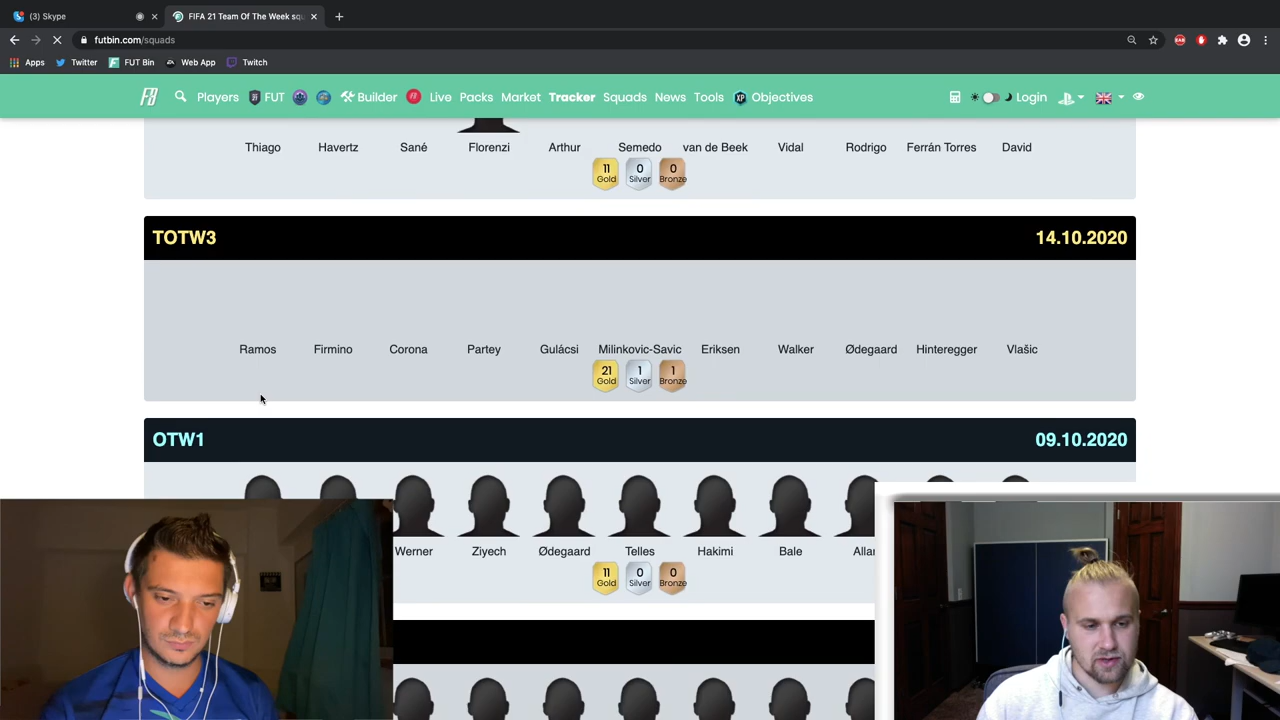 (3) Skype
FIFA 21 Team Of The Week squ
futbin.com/squads
Apps Twitter FUT Bin Web App Twitch
Players FUT Builder Live Packs Market Tracker Squads News Tools XP Objectives Login
Thiago Havertz Sané Florenzi Arthur Semedo van de Beek Vidal Rodrigo Ferrán Torres David
11 Gold 0 Silver 0 Bronze
TOTW3 14.10.2020
Ramos Firmino Corona Partey Gulácsi Milinkovic-Savic Eriksen Walker Ødegaard Hinteregger Vlašic
21 Gold 1 Silver 1 Bronze
OTW1 09.10.2020
Werner Ziyech Ødegaard Telles Hakimi Bale Allan
11 Gold 0 Silver 0 Bronze